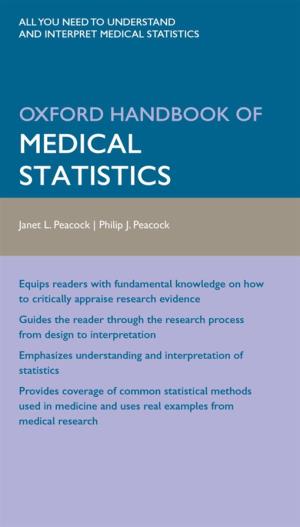 ALL YOU NEED TO UNDERSTAND
AND INTERPRET MEDICAL STATISTICS
OXFORD HANDBOOK OF
MEDICAL
STATISTICS
Janet L. Peacock | Philip J. Peacock
Equips readers with fundamental knowledge on how
to critically appraise research evidence
Guides the reader through the research process
from design to interpretation
Emphasizes understanding and interpretation of
statistics
Provides coverage of common statistical methods
used in medicine and uses real examples from
medical research